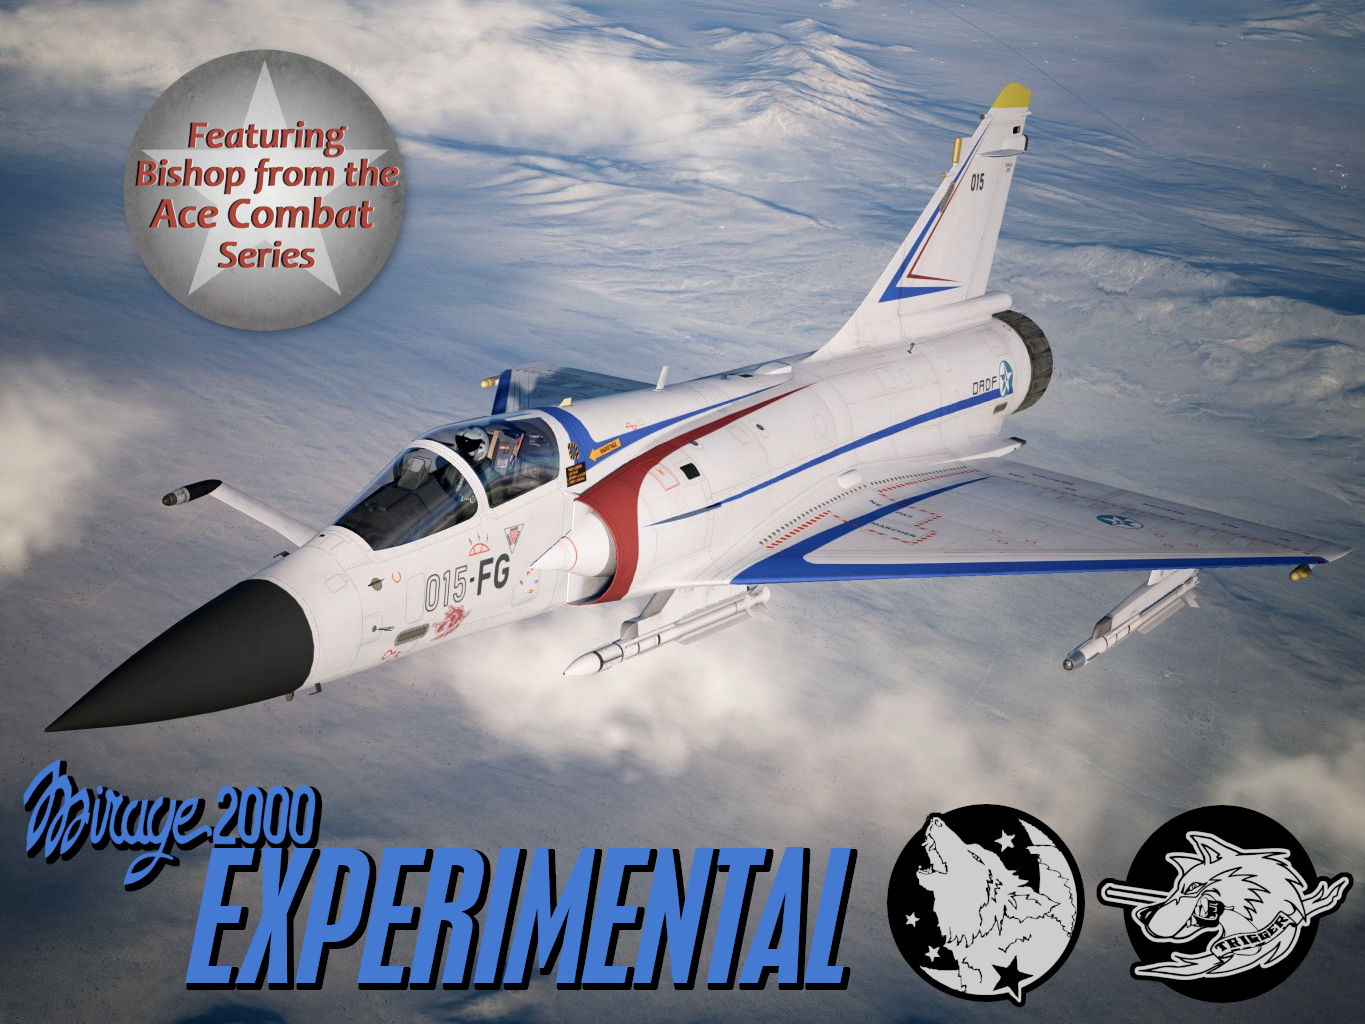 Featuring
Bishop from the
Ace Combat
Series
015
DRDF
015-FG
Mirage 2000
EXPERIMENTAL
TRIGGER